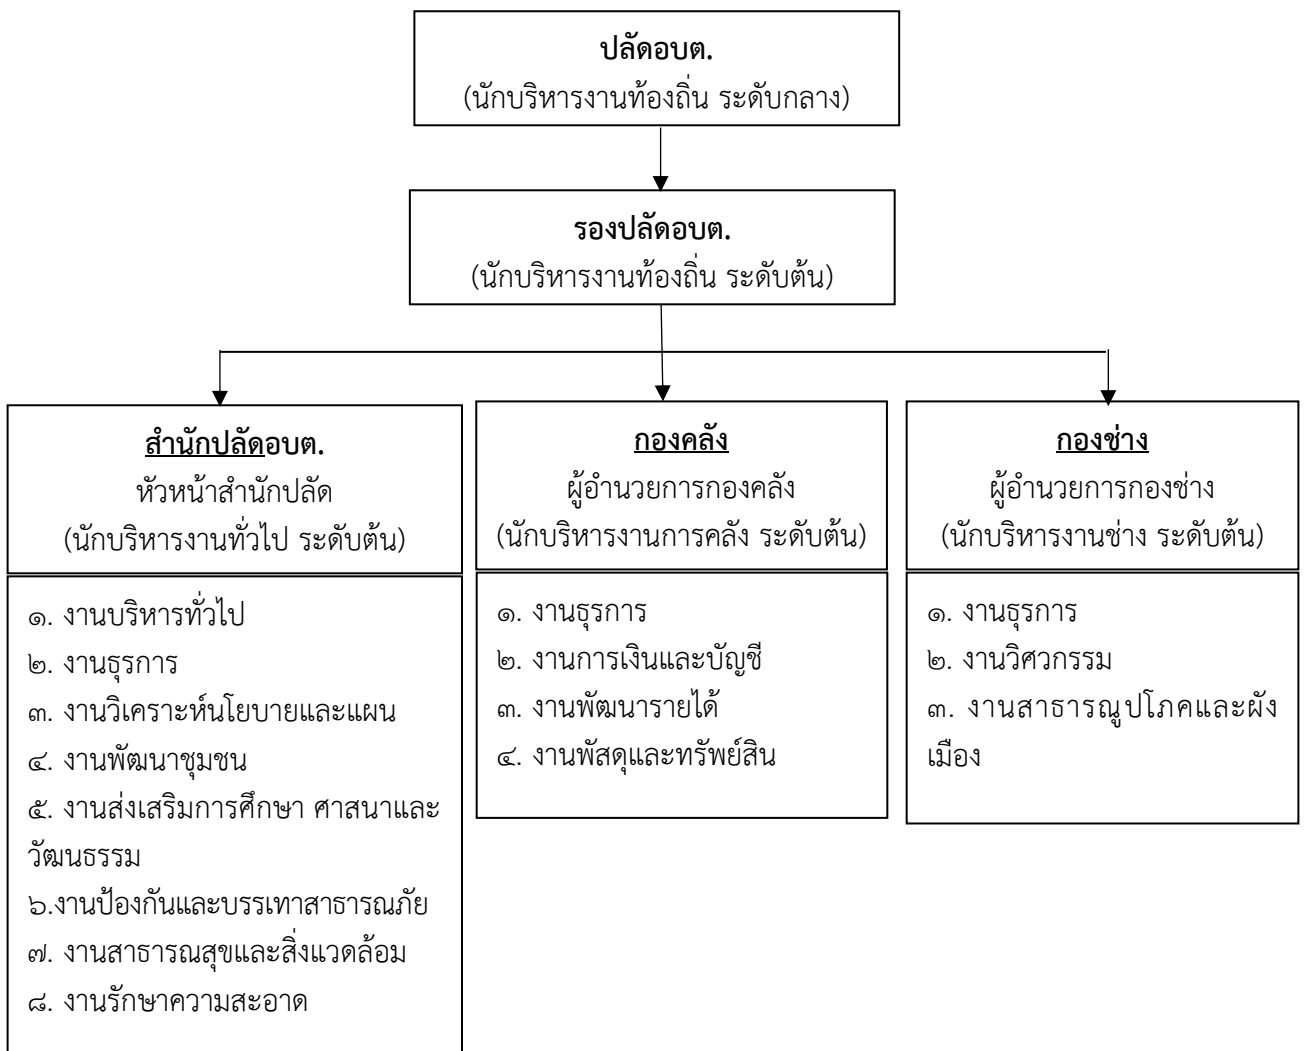 ปลัดอบต.
(นักบริหารงานท้องถิ่น ระดับกลาง)
รองปลัดอบต.
(นักบริหารงานท้องถิ่น ระดับต้น)
สำนักปลัดอบต.
หัวหน้าสำนักปลัด
(นักบริหารงานทั่วไป ระดับต้น)
๑. งานบริหารทั่วไป
๒. งานธุรการ
๓. งานวิเคราะห์นโยบายและแผน
๔. งานพัฒนาชุมชน
๕. งานส่งเสริมการศึกษา ศาสนาและ
วัฒนธรรม
๖.งานป้องกันและบรรเทาสาธารณภัย
๗. งานสาธารณสุขและสิ่งแวดล้อม
๘. งานรักษาความสะอาด
กองคลัง
ผู้อำนวยการกองคลัง
(นักบริหารงานการคลัง ระดับต้น)
๑. งานธุรการ
๒. งานการเงินและบัญชี
๓. งานพัฒนารายได้
๔. งานพัสดุและทรัพย์สิน
กองช่าง
ผู้อำนวยการกองช่าง
(นักบริหารงานช่าง ระดับต้น)
๑. งานธุรการ
๒. งานวิศวกรรม
๓. งานสาธารณูปโภคและผัง
เมือง